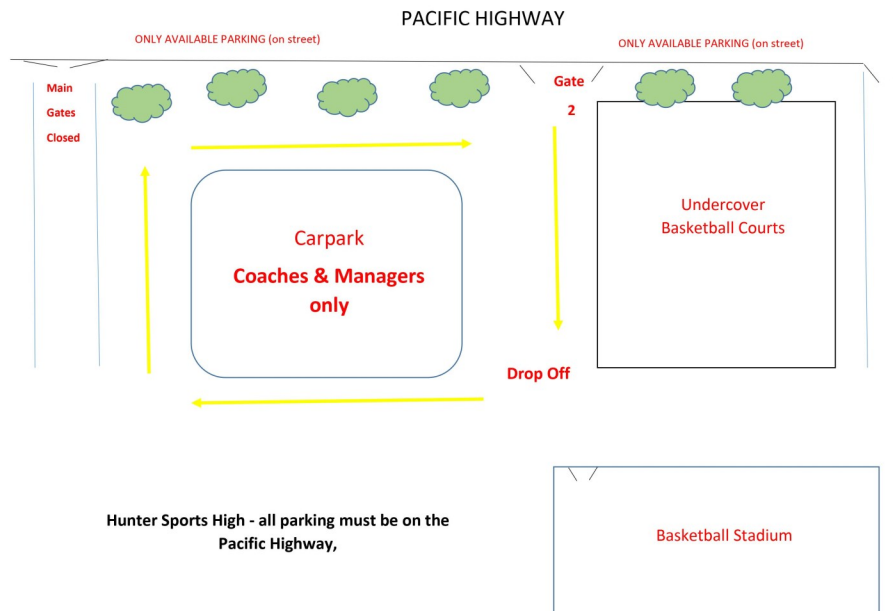 PACIFIC HIGHWAY
ONLY AVAILABLE PARKING (on street)
ONLY AVAILABLE PARKING (on street)
Main
Gates
Closed
Gate
2
Undercover
Basketball Courts
Carpark
Coaches & Managers
only
Drop Off
Hunter Sports High - all parking must be on the
Pacific Highway,
Basketball Stadium